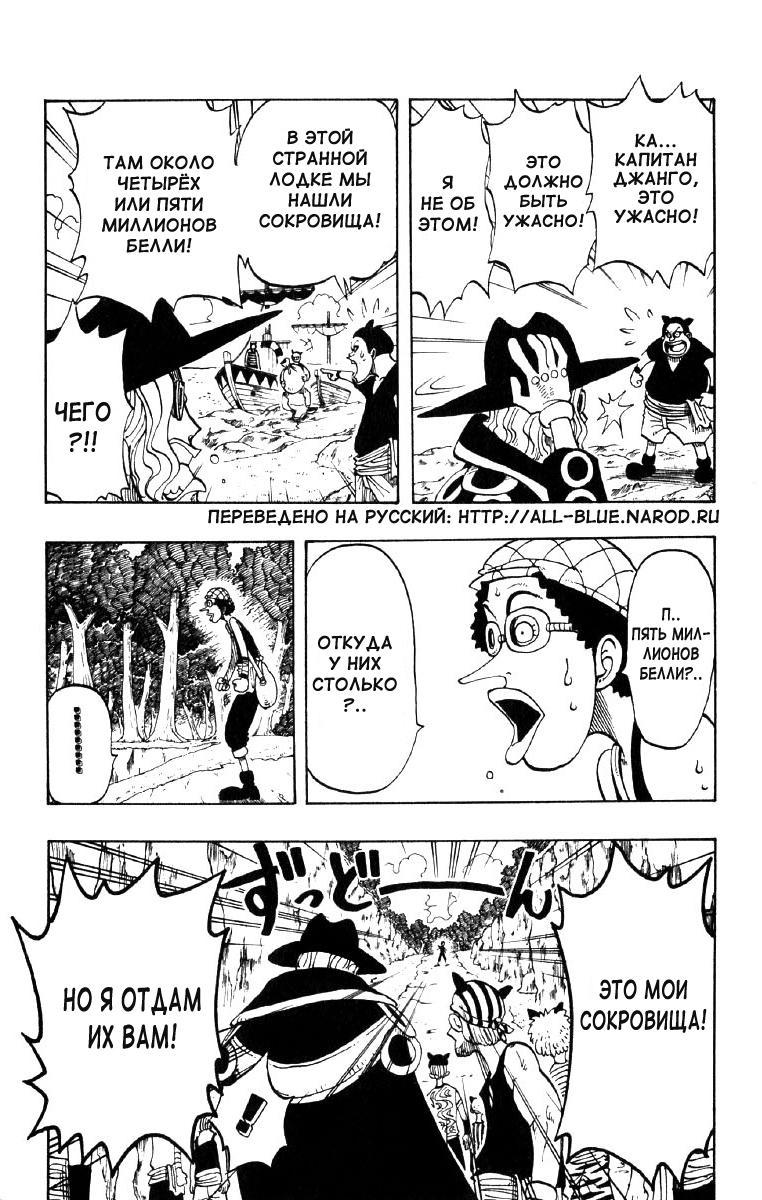 КА...
КАПИТАН
ДЖАНГО,
ЭТО
УЖАСНО!
ЭТО
ДОЛЖНО
БЫТЬ
УЖАСНО!
Я
НЕ ОБ
ЭТОМ!
В ЭТОЙ
СТРАННОЙ
ЛОДКЕ МЫ
НАШЛИ
СОКРОВИЩА!
ТАМ ОКОЛО
ЧЕТЫРЁХ
ИЛИ ПЯТИ
МИЛЛИОНОВ
БЕЛЛИ!
ЧЕГО
?!!
ПЕРЕВЕДЕНО НА РУССКИЙ: HTTP://ALL-BLUE.NAROD.RU
П..
ПЯТЬ МИЛ-
ЛИОНОВ
БЕЛЛИ?..
ОТКУДА
У НИХ
СТОЛЬКО
?..
.........
ずっどーん
ЭТО МОИ
СОКРОВИЩА!
НО Я ОТДАМ
ИХ ВАМ!
!